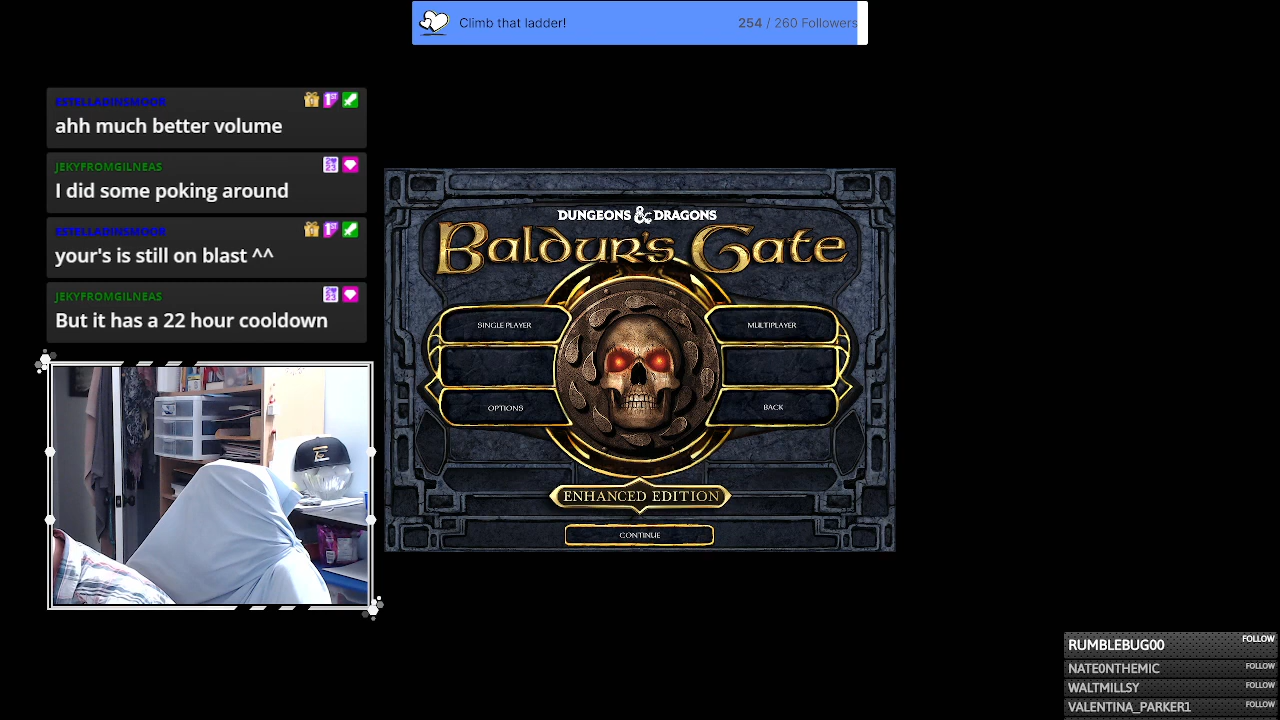 Climb that ladder!
254 / 260 Followers
ESTELLADINSMOOR
ahh much better volume
JEKYFROMGILNEAS
I did some poking around
ESTELLADINSMOOR
your's is still on blast ^^
JEKYFROMGILNEAS
But it has a 22 hour cooldown
DUNGEONS & DRAGONS
Baldur's Gate
SINGLE PLAYER
MULTIPLAYER
OPTIONS
BACK
ENHANCED EDITION
CONTINUE
RUMBLEBUG00 FOLLOW
NATE0NTHEMIC FOLLOW
WALTMILLSY FOLLOW
VALENTINA_PARKER1 FOLLOW